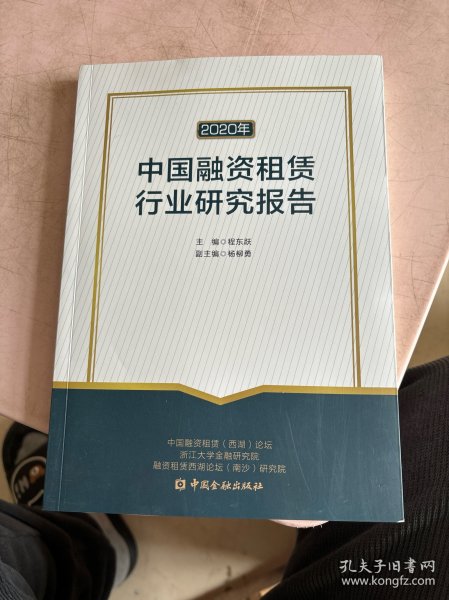 2020年
中国融资租赁
行业研究报告
主 编◎程东跃
副主编◎杨柳勇
中国融资租赁（西湖）论坛
浙江大学金融研究院
融资租赁西湖论坛（南沙）研究院
中国金融出版社
孔夫子旧书网
www.kongfz.com